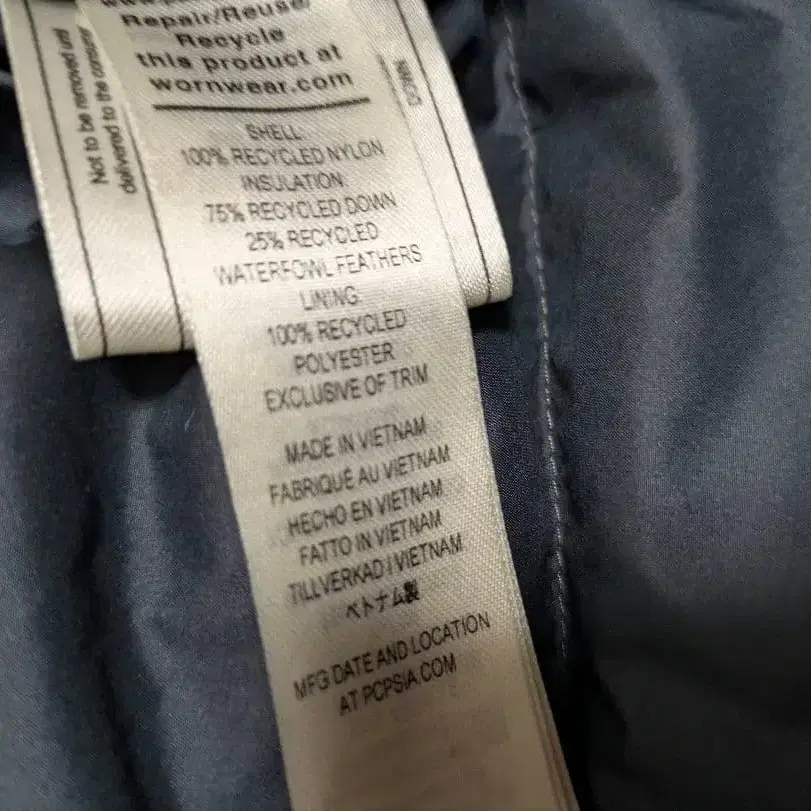 Repair/Reuse/
Recycle
this product at
wornwear.com
Not to be removed until
delivered to the consumer
DOWN
SHELL:
100% RECYCLED NYLON
INSULATION:
75% RECYCLED DOWN
25% RECYCLED
WATERFOWL FEATHERS
LINING:
100% RECYCLED
POLYESTER
EXCLUSIVE OF TRIM
MADE IN VIETNAM
FABRIQUÉ AU VIETNAM
HECHO EN VIETNAM
FATTO IN VIETNAM
TILLVERKAD I VIETNAM
ベトナム製
MFG DATE AND LOCATION
AT PCPSIA.COM